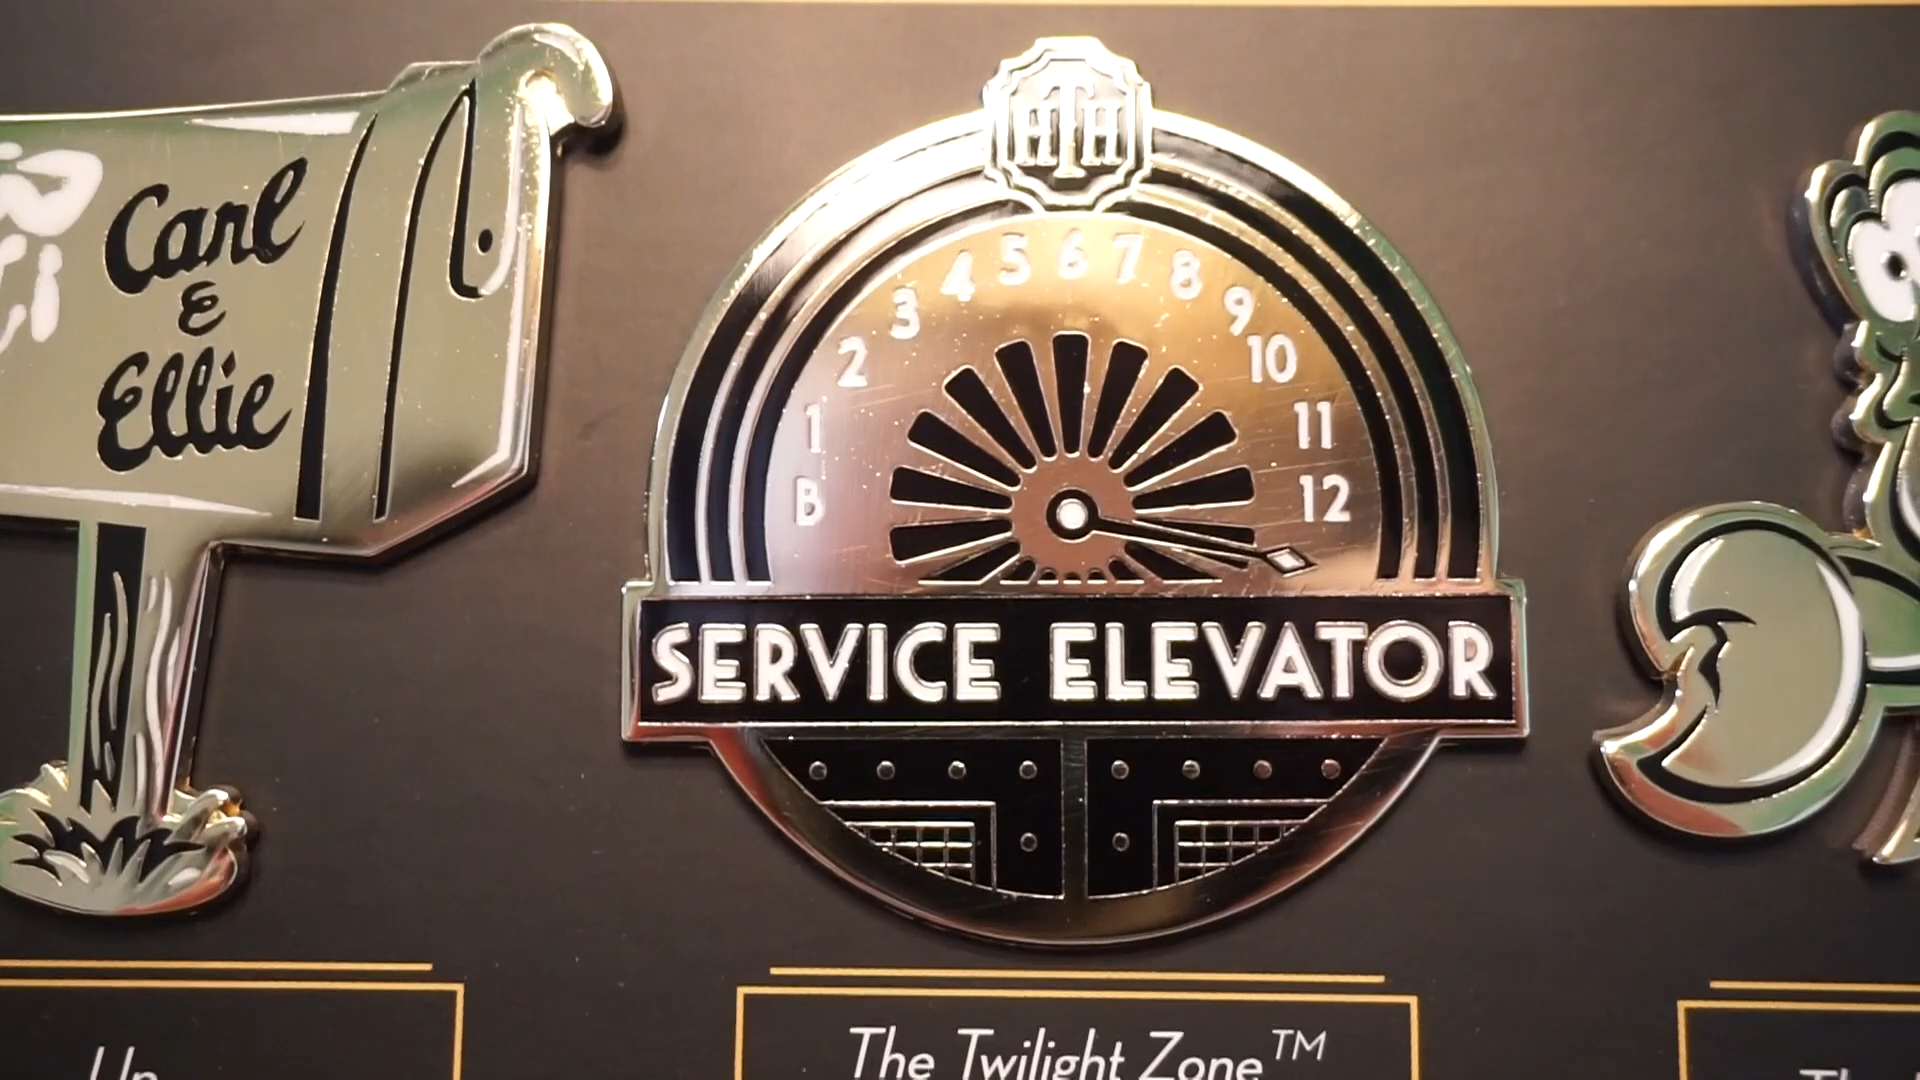 Carl
&
Ellie
HTH
B 1 2 3 4 5 6 7 8 9 10 11 12
SERVICE ELEVATOR
Up
The Twilight Zone™